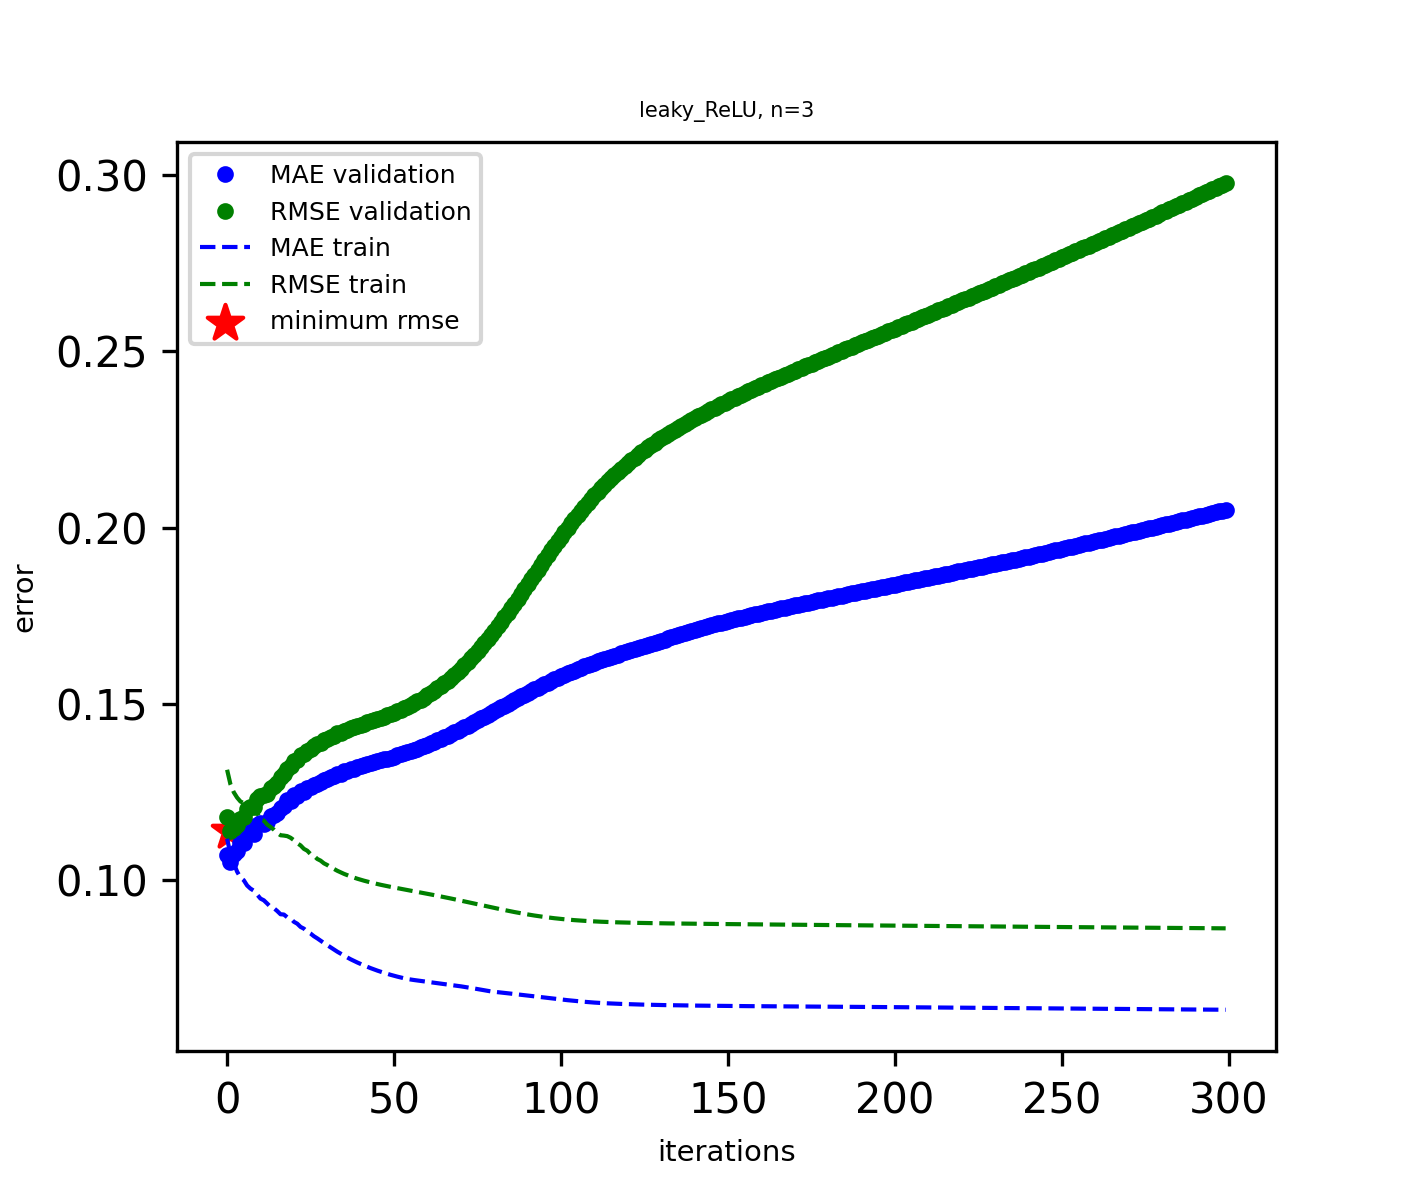 leaky_ReLU, n=3
MAE validation
RMSE validation
MAE train
RMSE train
minimum rmse
0.30
0.25
0.20
0.15
0.10
error
0 50 100 150 200 250 300
iterations